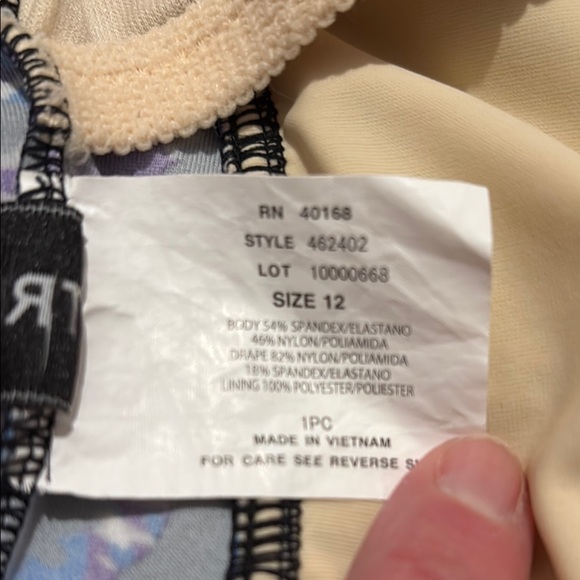 RN 40168
STYLE 462402
LOT 10000668
SIZE 12
BODY 54% SPANDEX/ELASTANO
46% NYLON/POLIAMIDA
DRAPE 82% NYLON/POLIAMIDA
18% SPANDEX/ELASTANO
LINING 100% POLYESTER/POLIESTER
1PC
MADE IN VIETNAM
FOR CARE SEE REVERSE